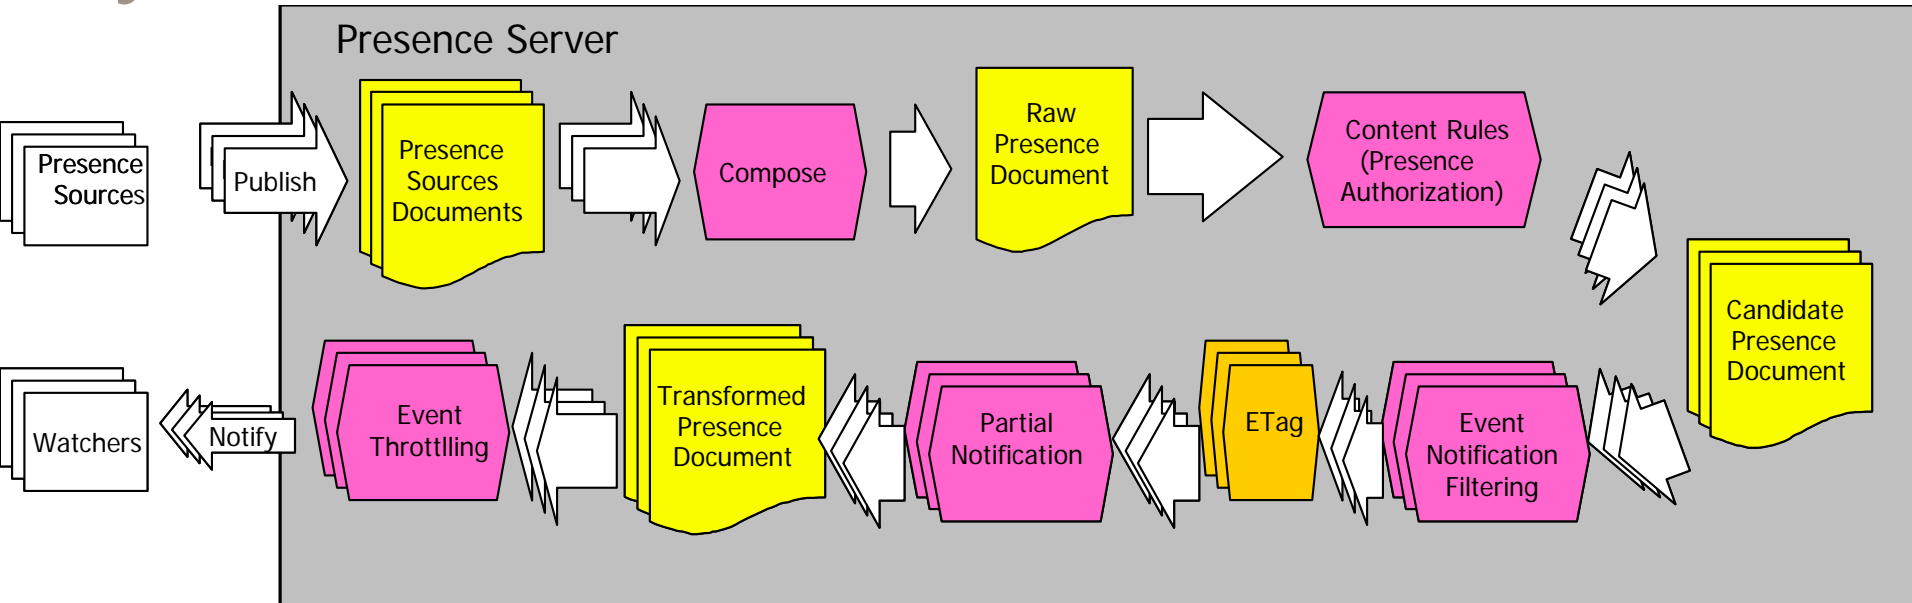 Presence Server
Presence
Sources
Publish
Presence
Sources
Documents
Compose
Raw
Presence
Document
Content Rules
(Presence
Authorization)
Candidate
Presence
Document
Event
Notification
Filtering
ETag
Partial
Notification
Transformed
Presence
Document
Event
Throttlling
Notify
Watchers